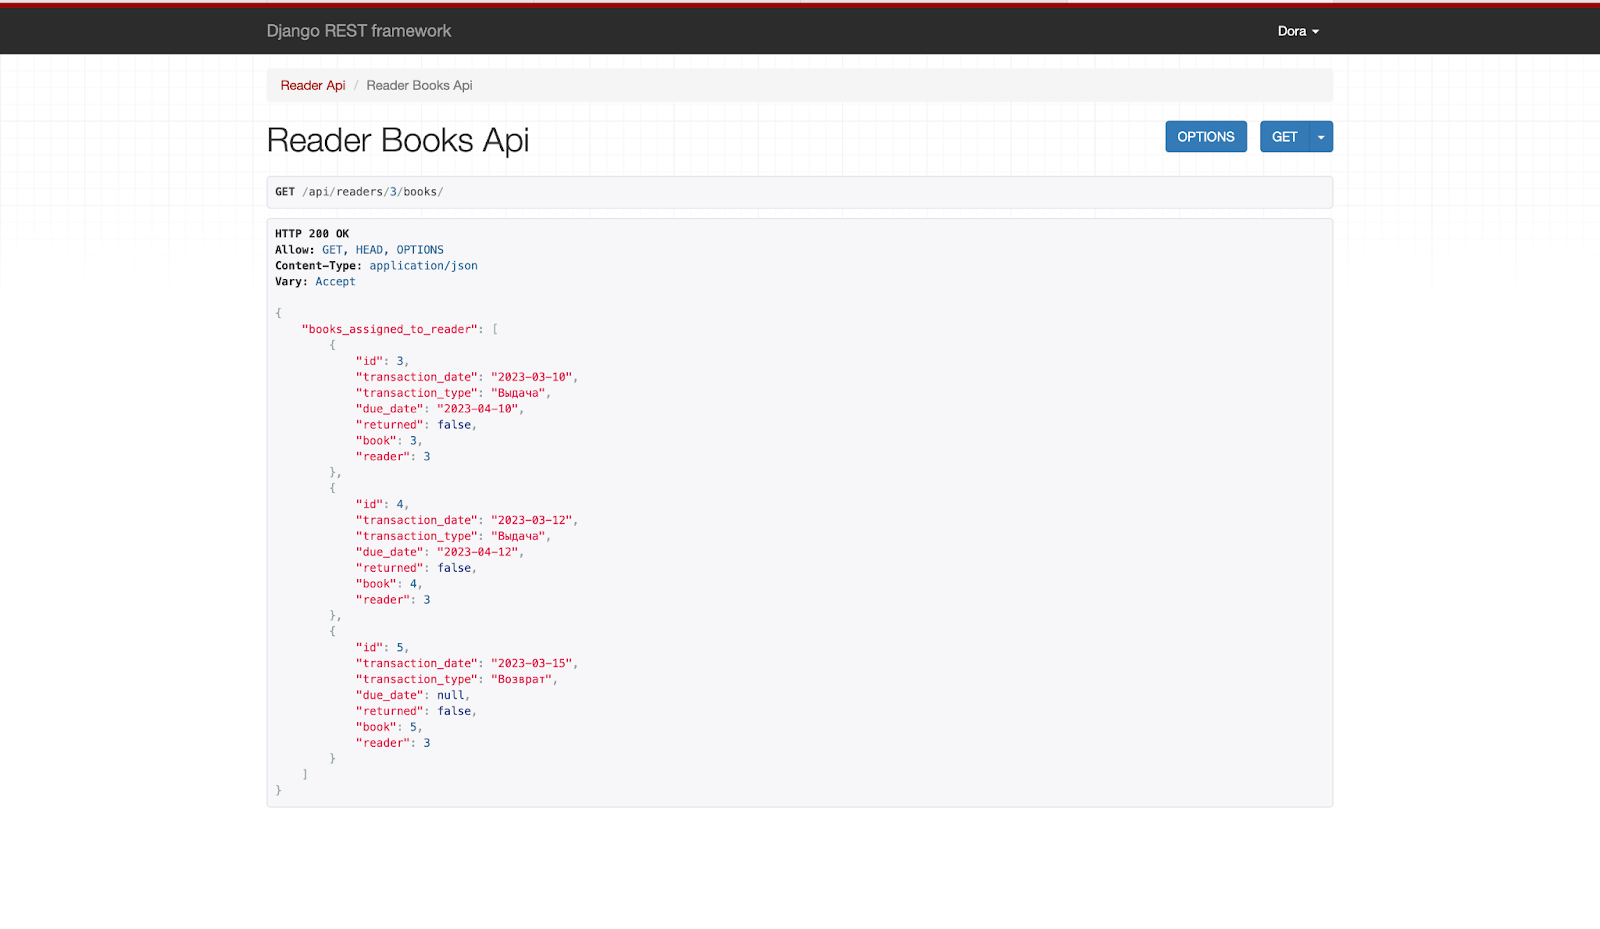 Django REST framework
Dora
Reader Api / Reader Books Api
Reader Books Api
OPTIONS
GET
GET /api/readers/3/books/
HTTP 200 OK
Allow: GET, HEAD, OPTIONS
Content-Type: application/json
Vary: Accept
{
    "books_assigned_to_reader": [
        {
            "id": 3,
            "transaction_date": "2023-03-10",
            "transaction_type": "Выдача",
            "due_date": "2023-04-10",
            "returned": false,
            "book": 3,
            "reader": 3
        },
        {
            "id": 4,
            "transaction_date": "2023-03-12",
            "transaction_type": "Выдача",
            "due_date": "2023-04-12",
            "returned": false,
            "book": 4,
            "reader": 3
        },
        {
            "id": 5,
            "transaction_date": "2023-03-15",
            "transaction_type": "Возврат",
            "due_date": null,
            "returned": false,
            "book": 5,
            "reader": 3
        }
    ]
}